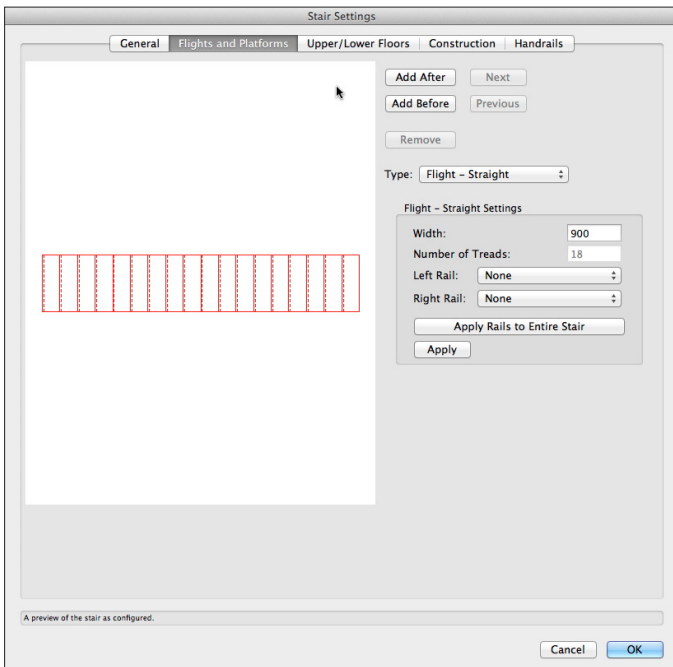 Stair Settings
General Flights and Platforms Upper/Lower Floors Construction Handrails
Add After Next
Add Before Previous
Remove
Type: Flight – Straight
Flight – Straight Settings
Width: 900
Number of Treads: 18
Left Rail: None
Right Rail: None
Apply Rails to Entire Stair
Apply
A preview of the stair as configured.
Cancel OK